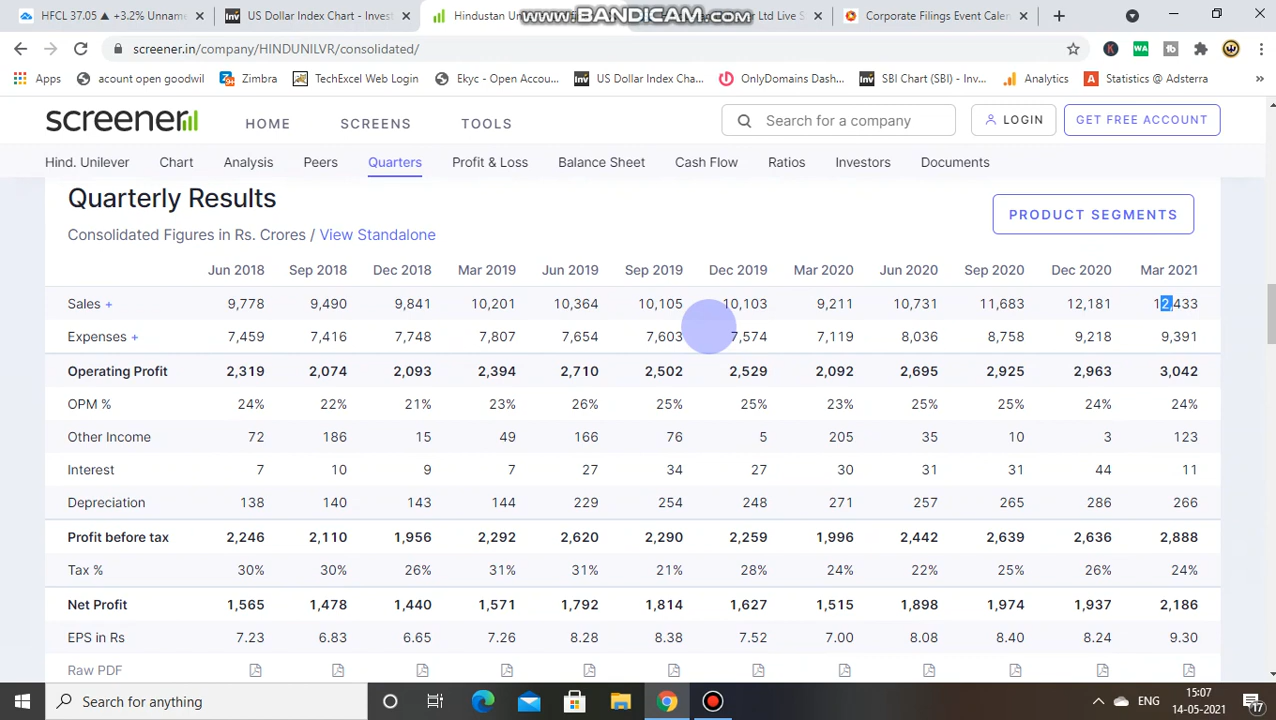 HFCL 37.05 ▲ +3.2% Unnam
US Dollar Index Chart - Invest
Hindustan Un
www.BANDICAM.com
r Ltd Live S
Corporate Filings Event Calen
screener.in/company/HINDUNILVR/consolidated/
Apps
acount open goodwil
Zimbra
TechExcel Web Login
Ekyc - Open Accou...
US Dollar Index Cha...
OnlyDomains Dash...
SBI Chart (SBI) - Inv...
Analytics
Statistics @ Adsterra
screener
HOME
SCREENS
TOOLS
Search for a company
LOGIN
GET FREE ACCOUNT
Hind. Unilever
Chart
Analysis
Peers
Quarters
Profit & Loss
Balance Sheet
Cash Flow
Ratios
Investors
Documents
Quarterly Results
PRODUCT SEGMENTS
Consolidated Figures in Rs. Crores / View Standalone
Jun 2018 Sep 2018 Dec 2018 Mar 2019 Jun 2019 Sep 2019 Dec 2019 Mar 2020 Jun 2020 Sep 2020 Dec 2020 Mar 2021
Sales + 9,778 9,490 9,841 10,201 10,364 10,105 10,103 9,211 10,731 11,683 12,181 12,433
Expenses + 7,459 7,416 7,748 7,807 7,654 7,603 7,574 7,119 8,036 8,758 9,218 9,391
Operating Profit 2,319 2,074 2,093 2,394 2,710 2,502 2,529 2,092 2,695 2,925 2,963 3,042
OPM % 24% 22% 21% 23% 26% 25% 25% 23% 25% 25% 24% 24%
Other Income 72 186 15 49 166 76 5 205 35 10 3 123
Interest 7 10 9 7 27 34 27 30 31 31 44 11
Depreciation 138 140 143 144 229 254 248 271 257 265 286 266
Profit before tax 2,246 2,110 1,956 2,292 2,620 2,290 2,259 1,996 2,442 2,639 2,636 2,888
Tax % 30% 30% 26% 31% 31% 21% 28% 24% 22% 25% 26% 24%
Net Profit 1,565 1,478 1,440 1,571 1,792 1,814 1,627 1,515 1,898 1,974 1,937 2,186
EPS in Rs 7.23 6.83 6.65 7.26 8.28 8.38 7.52 7.00 8.08 8.40 8.24 9.30
Raw PDF
Search for anything
ENG
15:07
14-05-2021
17